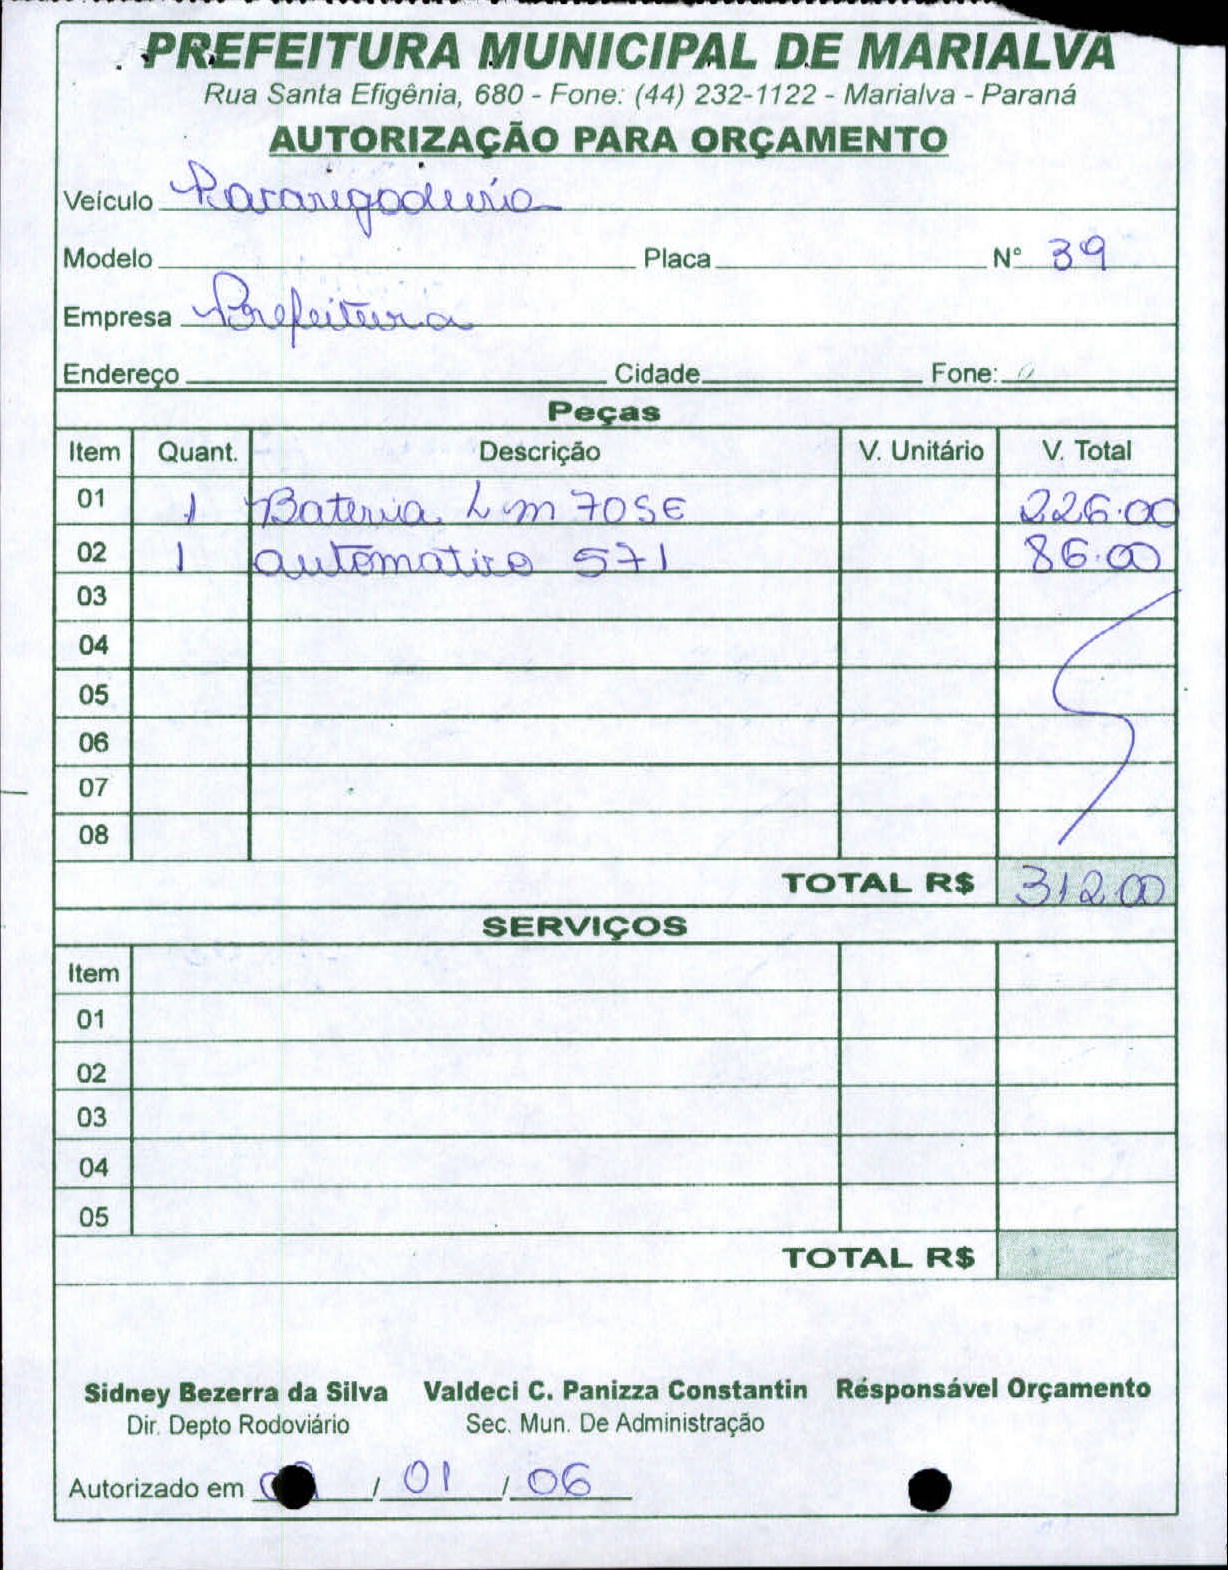 PREFEITURA MUNICIPAL DE MARIALVA
Rua Santa Efigênia, 680 - Fone: (44) 232-1122 - Marialva - Paraná
AUTORIZAÇÃO PARA ORÇAMENTO
Veículo
Modelo Placa Nº 39
Empresa Prefeitura
Endereço Cidade Fone:
Peças
Item Quant. Descrição V. Unitário V. Total
01 1 Bateria Lm 70SE 226.00
02 1 automatico 571 86.00
03
04
05
06
07
08
TOTAL R$ 312.00
SERVIÇOS
Item
01
02
03
04
05
TOTAL R$
Sidney Bezerra da Silva Valdeci C. Panizza Constantin Responsável Orçamento
Dir. Depto Rodoviário Sec. Mun. De Administração
Autorizado em / 01 / 06